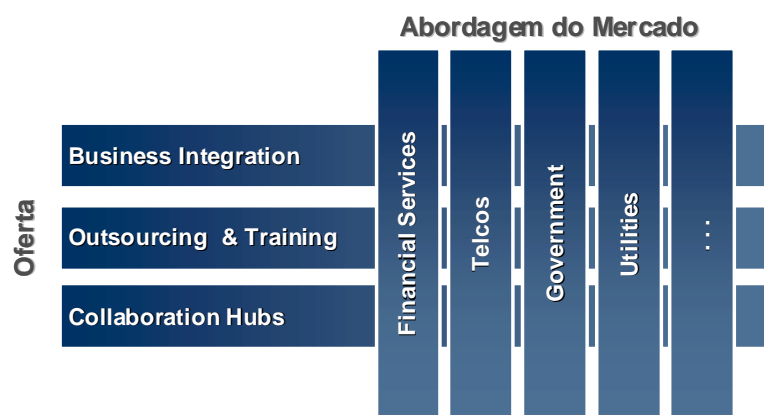 Abordagem do Mercado
Oferta
Business Integration
Outsourcing & Training
Collaboration Hubs
Financial Services
Telcos
Government
Utilities
...